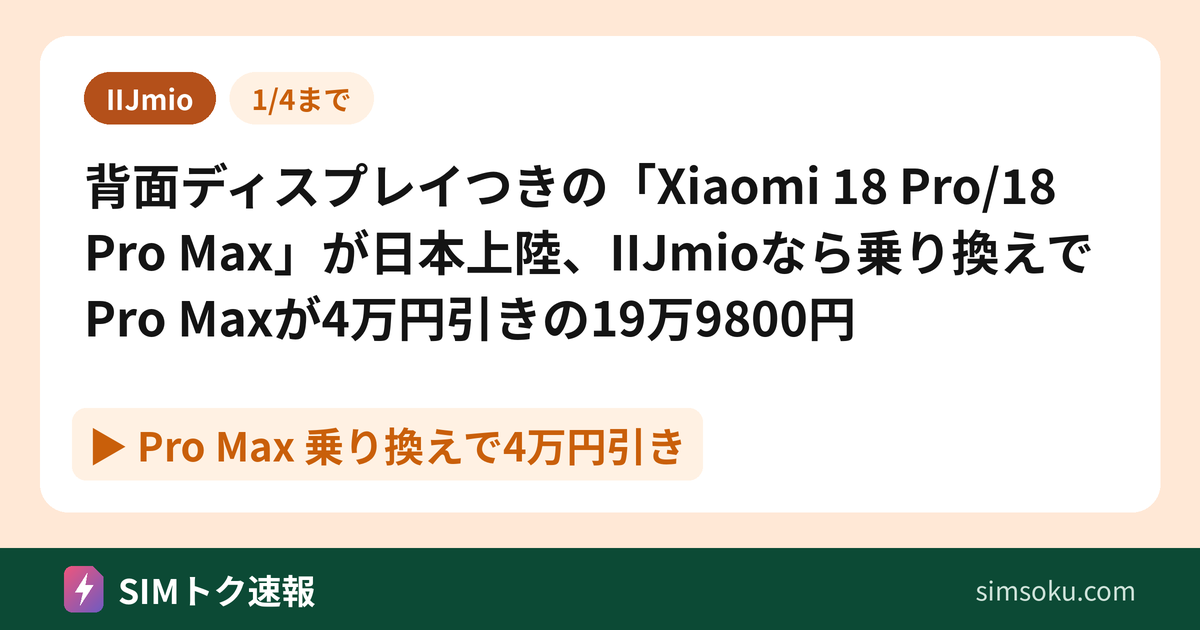 IIJmio 1/4まで
背面ディスプレイつきの「Xiaomi 18 Pro/18
Pro Max」が日本上陸、IIJmioなら乗り換えで
Pro Maxが4万円引きの19万9800円
▶ Pro Max 乗り換えで4万円引き
SIMトク速報
simsoku.com